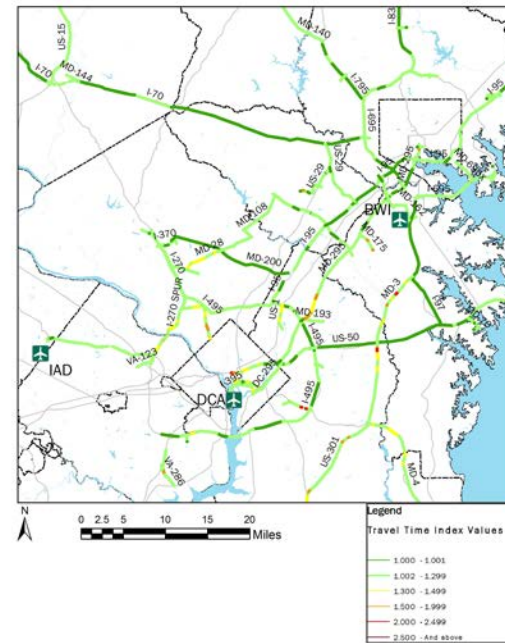 US-15
MD-140
I-83
I-70
MD-144
I-70
I-795
I-95
I-695
US-29
US-29
MD-295
I-95
BWI
MD-108
MD-175
I-370
MD-28
I-95
MD-295
MD-200
I-270
MD-3
I-97
I-270 SPUR
I-495
US-1
I-95
MD-193
I-495
US-50
VA-123
IAD
I-395
DC-295
DCA
I-495
US-301
VA-286
MD-4
N
0 2.5 5 10 15 20
Miles
Legend
Travel Time Index Values
1.000 - 1.001
1.002 - 1.299
1.300 - 1.499
1.500 - 1.999
2.000 - 2.499
2.500 - And above